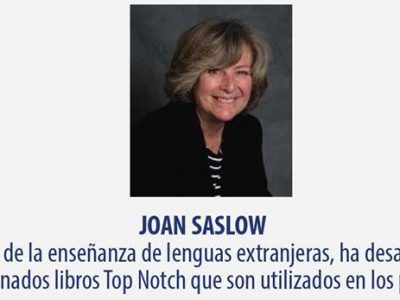 JOAN SASLOW
de la enseñanza de lenguas extranjeras, ha desa
nados libros Top Notch que son utilizados en los p